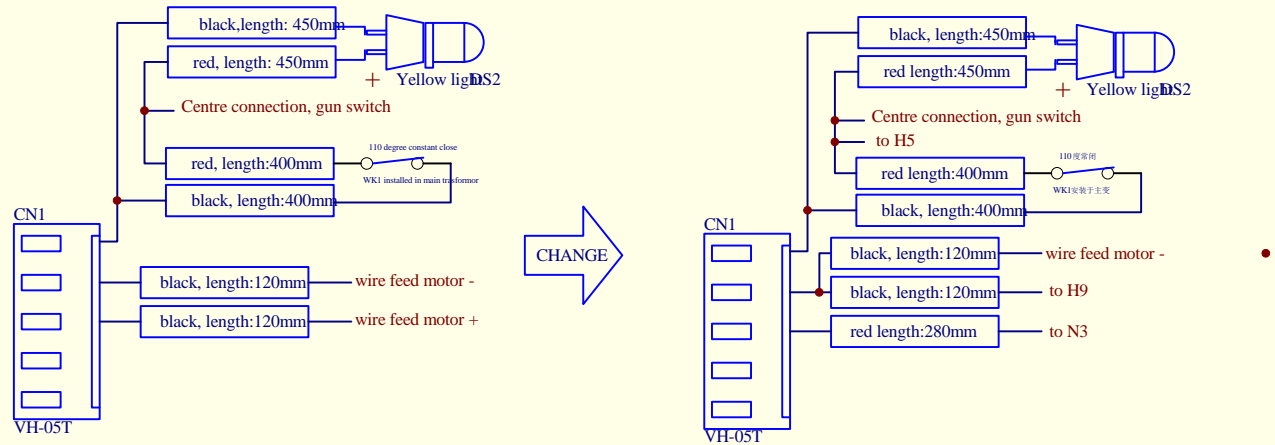 black,length: 450mm
red, length: 450mm
+ Yellow light DS2
Centre connection, gun switch
110 degree constant close
red, length:400mm
WK1 installed in main trasformor
black, length:400mm
CN1
black, length:120mm wire feed motor -
black, length:120mm wire feed motor +
VH-05T
CHANGE
black, length:450mm
red length:450mm
+ Yellow light DS2
Centre connection, gun switch
to H5
110度常闭
red length:400mm
WK1安装于主变
black, length:400mm
CN1
black, length:120mm wire feed motor -
black, length:120mm to H9
red length:280mm to N3
VH-05T